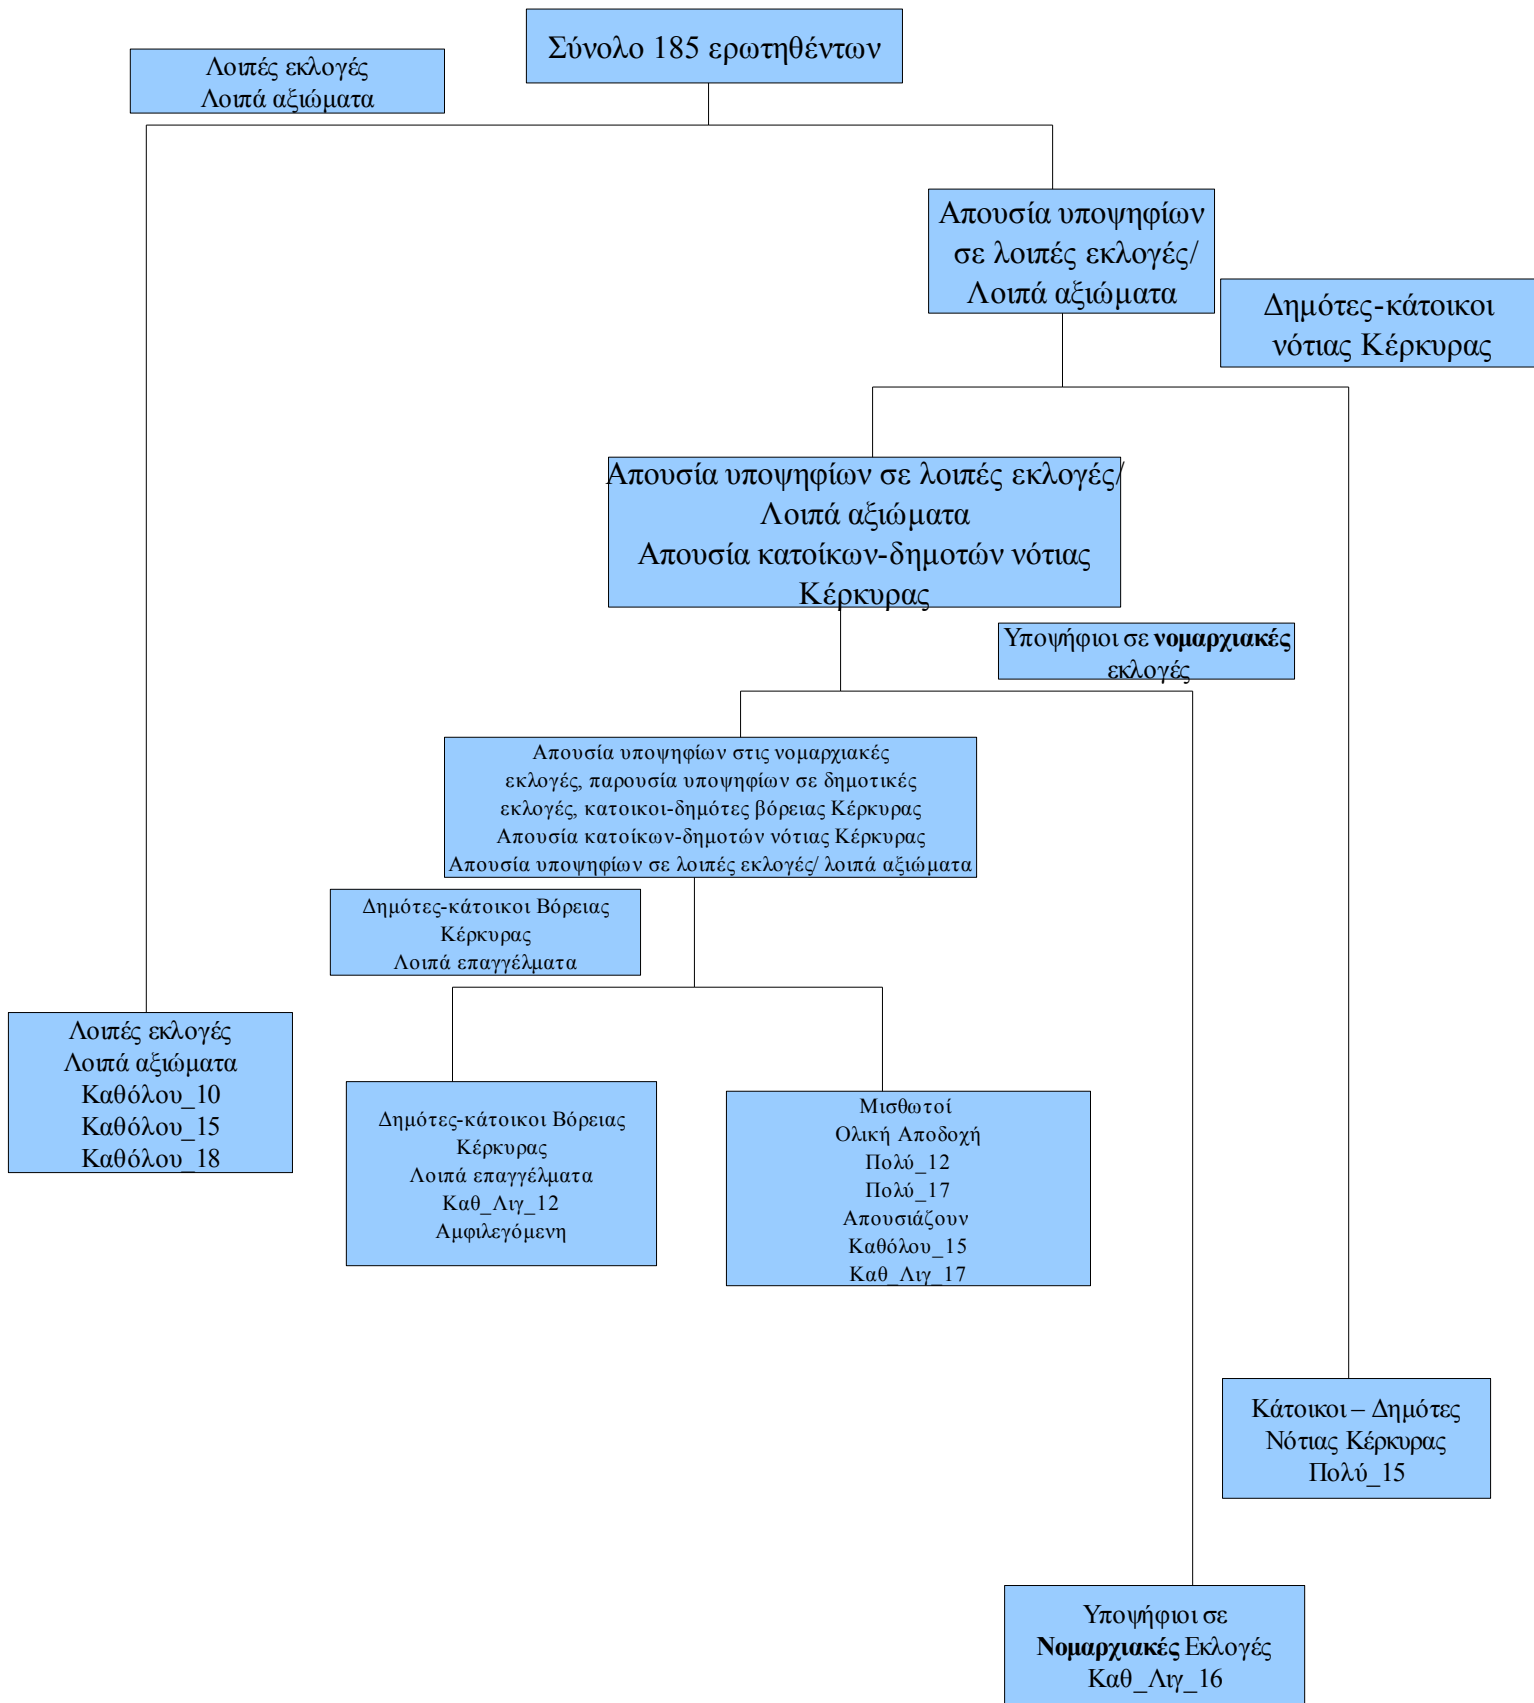 Σύνολο 185 ερωτηθέντων
Λοιπές εκλογές
Λοιπά αξιώματα
Απουσία υποψηφίων
σε λοιπές εκλογές/
Λοιπά αξιώματα
Δημότες-κάτοικοι
νότιας Κέρκυρας
Απουσία υποψηφίων σε λοιπές εκλογές/
Λοιπά αξιώματα
Απουσία κατοίκων-δημοτών νότιας
Κέρκυρας
Υποψήφιοι σε νομαρχιακές
εκλογές
Απουσία υποψηφίων στις νομαρχιακές
εκλογές, παρουσία υποψηφίων σε δημοτικές
εκλογές, κατοικοι-δημότες βόρειας Κέρκυρας
Απουσία κατοίκων-δημοτών νότιας Κέρκυρας
Απουσία υποψηφίων σε λοιπές εκλογές/ λοιπά αξιώματα
Δημότες-κάτοικοι Βόρειας
Κέρκυρας
Λοιπά επαγγέλματα
Λοιπές εκλογές
Λοιπά αξιώματα
Καθόλου_10
Καθόλου_15
Καθόλου_18
Δημότες-κάτοικοι Βόρειας
Κέρκυρας
Λοιπά επαγγέλματα
Καθ_Λιγ_12
Αμφιλεγόμενη
Μισθωτοί
Ολική Αποδοχή
Πολύ_12
Πολύ_17
Απουσιάζουν
Καθόλου_15
Καθ_Λιγ_17
Κάτοικοι – Δημότες
Νότιας Κέρκυρας
Πολύ_15
Υποψήφιοι σε
Νομαρχιακές Εκλογές
Καθ_Λιγ_16